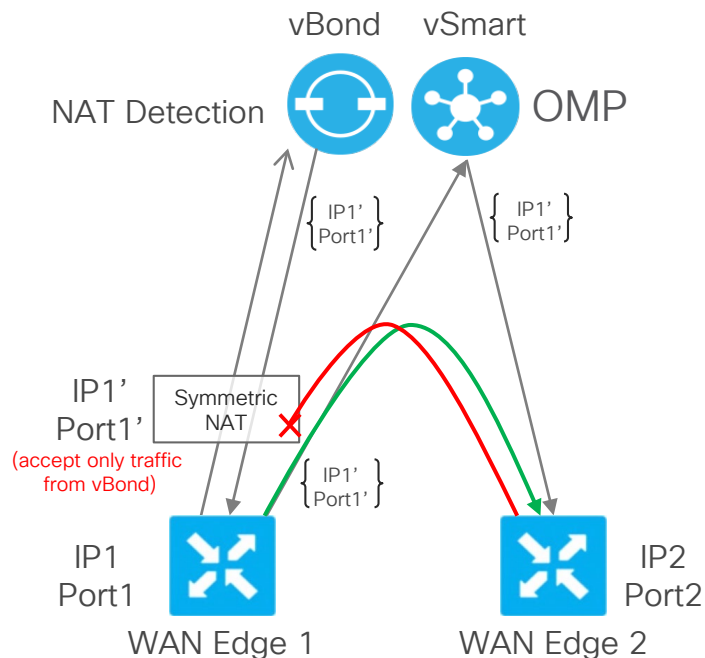 vBond
vSmart
NAT Detection
OMP
IP1'
Port1'
IP1'
Port1'
IP1'
Port1'
(accept only traffic
from vBond)
Symmetric
NAT
IP1'
Port1'
IP1
Port1
IP2
Port2
WAN Edge 1
WAN Edge 2